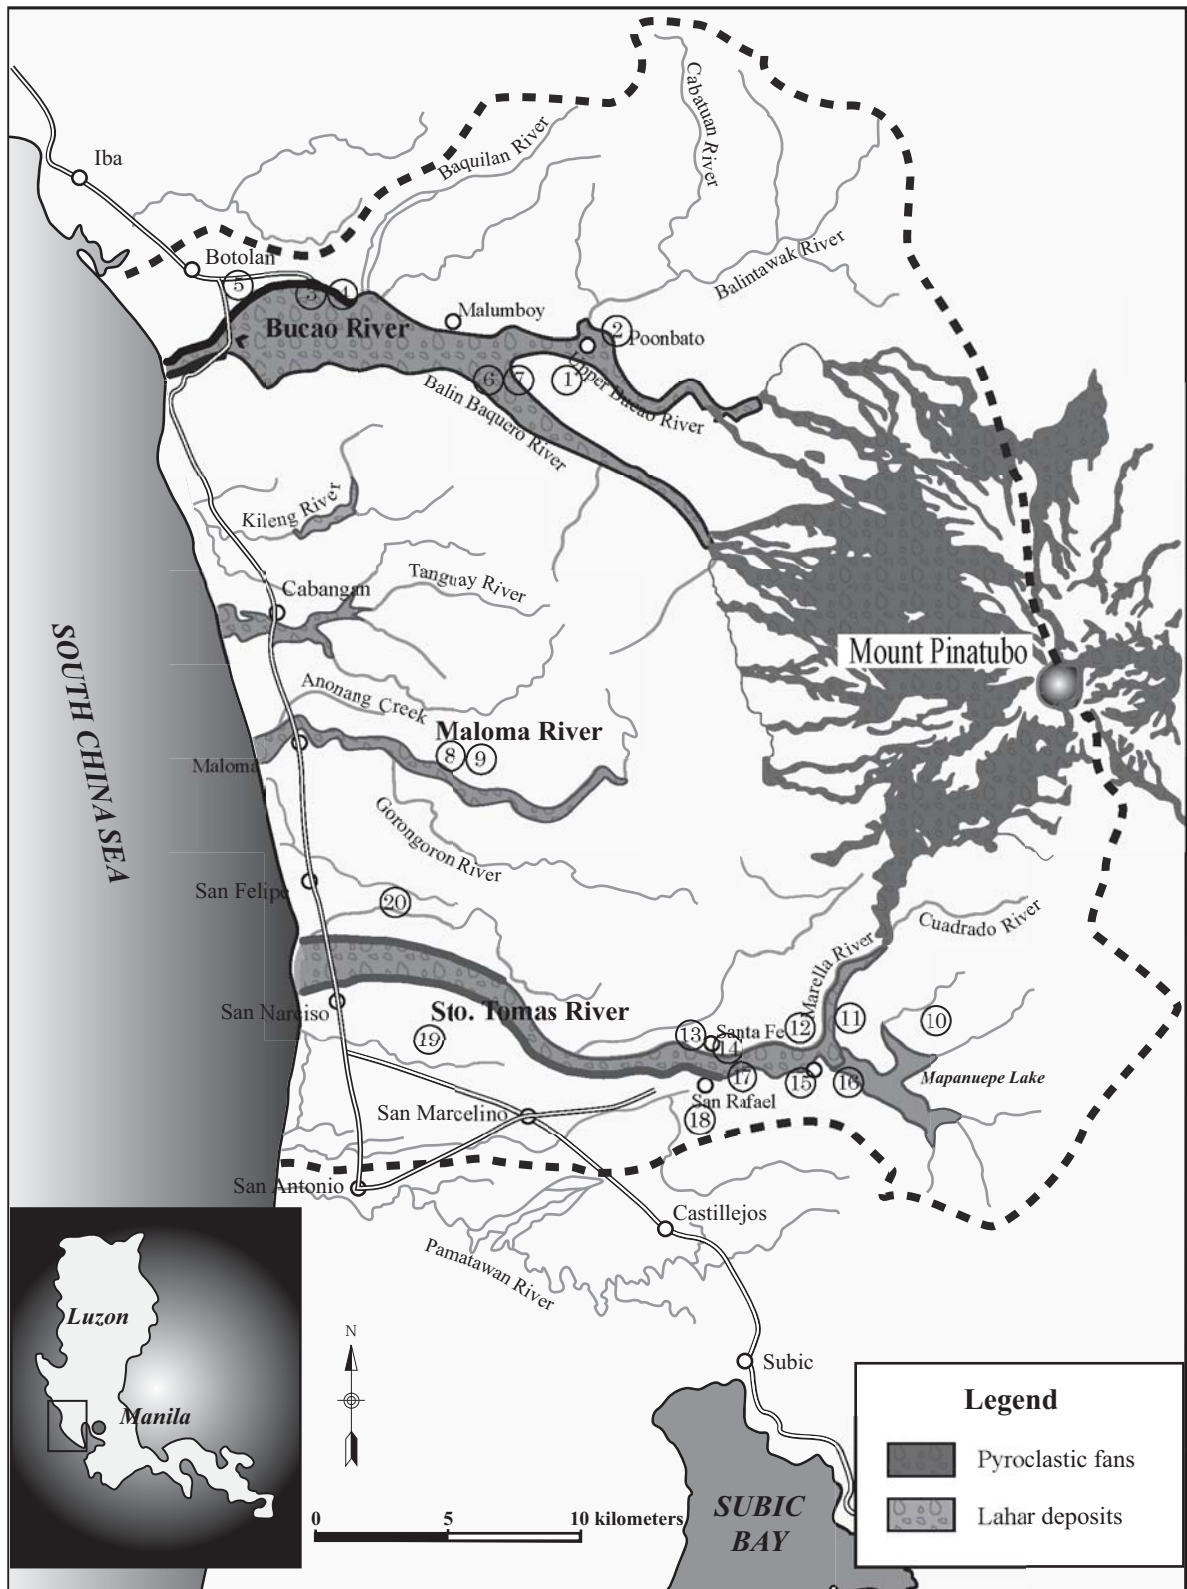 Iba
Cabatuan River
Baquilan River
Botolan
5
3
4
Balintawak River
Malumboy
Bucao River
2
Poonbato
6
7
1
Upper Bucao River
Balin Baquero River
Kileng River
Tanguay River
Cabangan
SOUTH CHINA SEA
Mount Pinatubo
Anonang Creek
Maloma River
8
9
Maloma
Gorongoron River
San Felipe
20
Cuadrado River
Marella River
San Narciso
Sto. Tomas River
19
13
Santa Fe
14
12
11
10
Mapanuepe Lake
17
15
16
San Rafael
18
San Marcelino
San Antonio
Castillejos
Pamatawan River
Luzon
Manila
N
Subic
0
5
10 kilometers
SUBIC
BAY
Legend
Pyroclastic fans
Lahar deposits